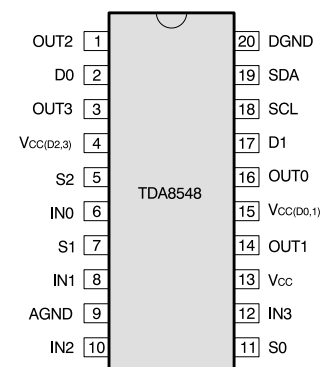 OUT2 1 20 DGND
D0 2 19 SDA
OUT3 3 18 SCL
VCC(D2,3) 4 17 D1
S2 5 16 OUT0
TDA8548
IN0 6 15 VCC(D0,1)
S1 7 14 OUT1
IN1 8 13 VCC
AGND 9 12 IN3
IN2 10 11 S0